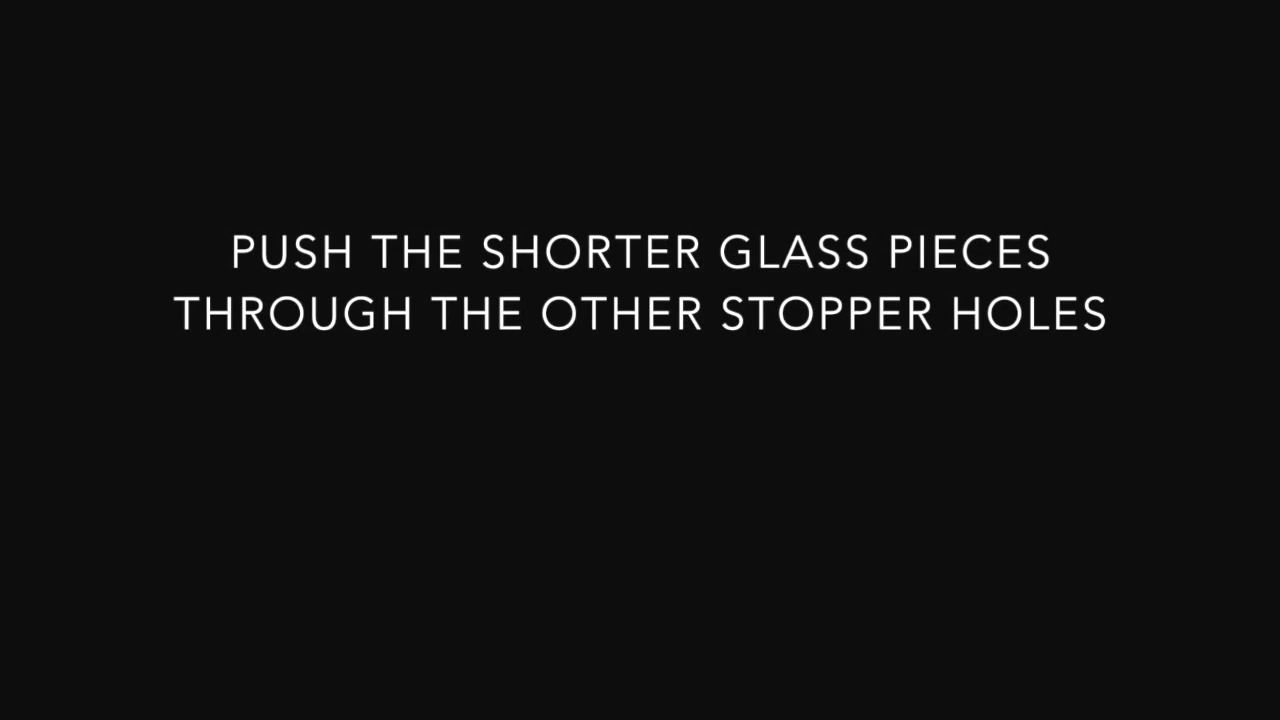 PUSH THE SHORTER GLASS PIECES
THROUGH THE OTHER STOPPER HOLES